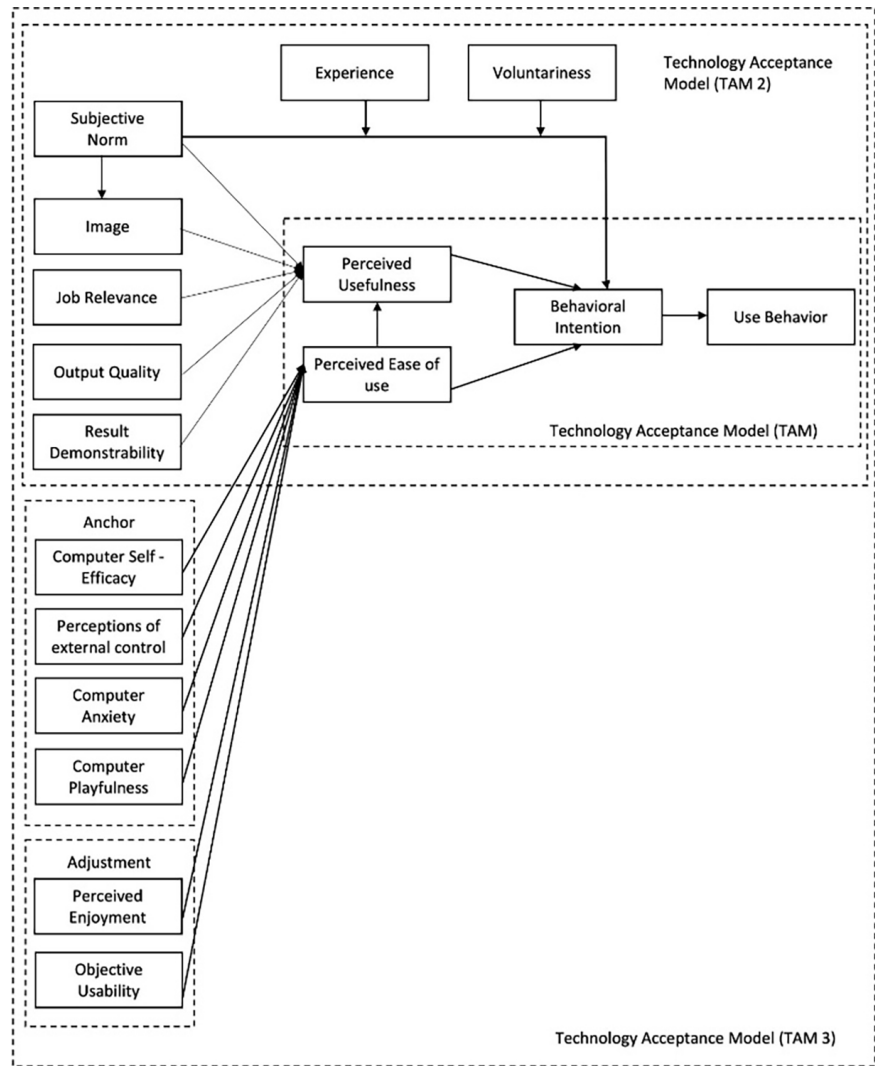 Experience
Voluntariness
Technology Acceptance
Model (TAM 2)
Subjective
Norm
Image
Job Relevance
Output Quality
Result
Demonstrability
Perceived
Usefulness
Perceived Ease of
use
Behavioral
Intention
Use Behavior
Technology Acceptance Model (TAM)
Anchor
Computer Self -
Efficacy
Perceptions of
external control
Computer
Anxiety
Computer
Playfulness
Adjustment
Perceived
Enjoyment
Objective
Usability
Technology Acceptance Model (TAM 3)